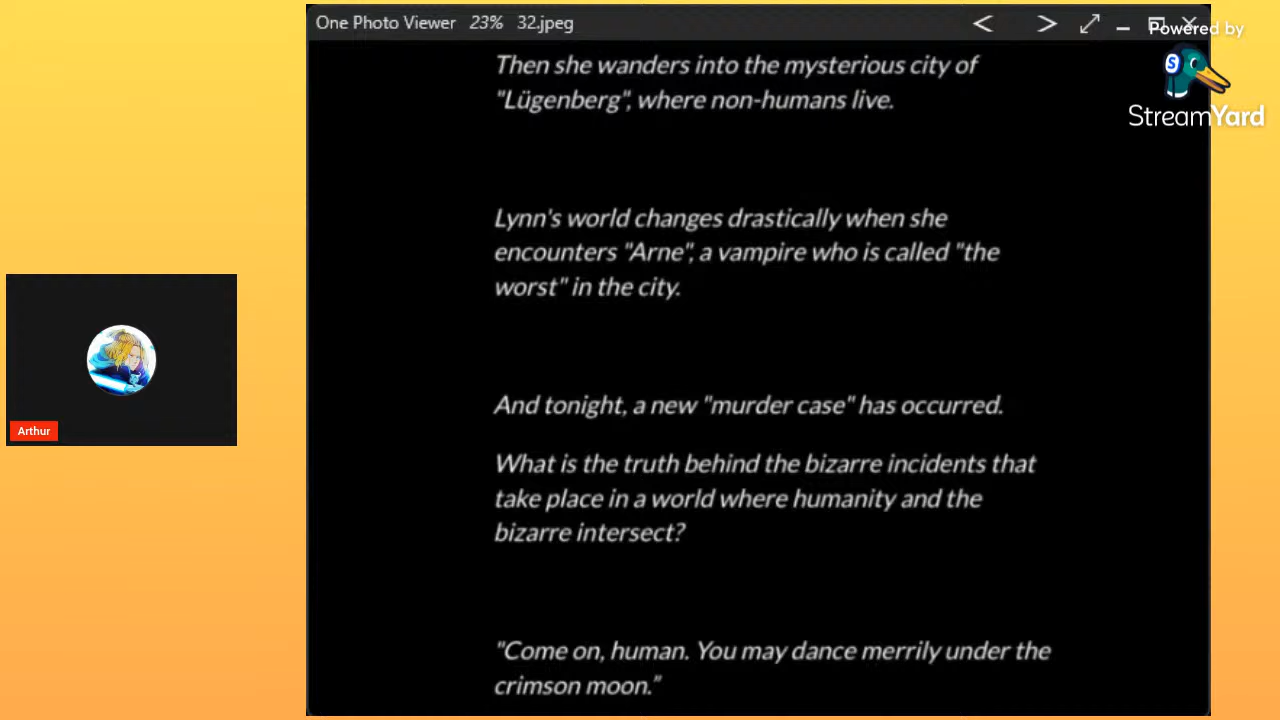 One Photo Viewer 23% 32.jpeg
Powered by
S
StreamYard
Then she wanders into the mysterious city of
"Lügenberg", where non-humans live.
Lynn's world changes drastically when she
encounters "Arne", a vampire who is called "the
worst" in the city.
And tonight, a new "murder case" has occurred.
What is the truth behind the bizarre incidents that
take place in a world where humanity and the
bizarre intersect?
"Come on, human. You may dance merrily under the
crimson moon.”
Arthur